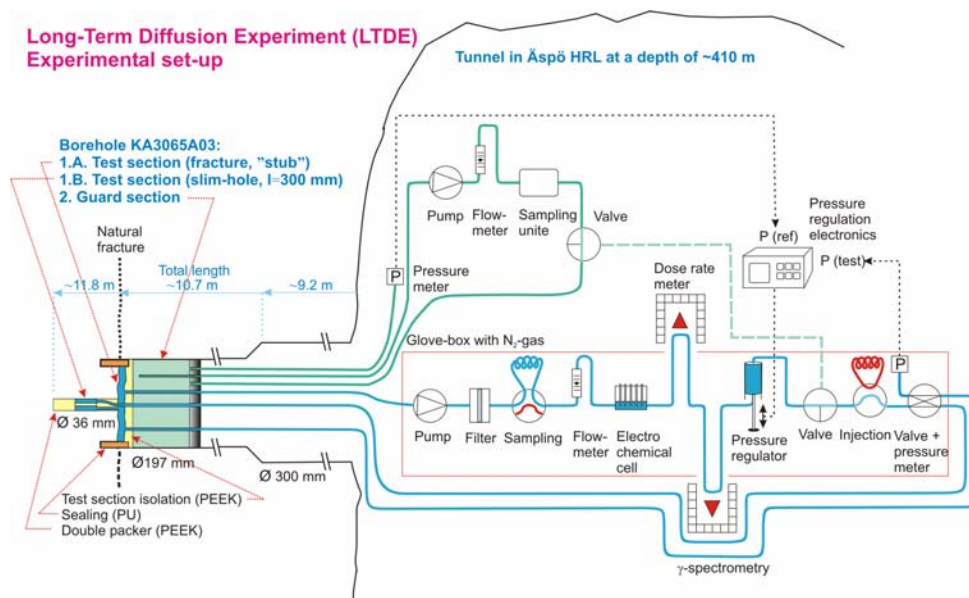 Long-Term Diffusion Experiment (LTDE)
Experimental set-up
Tunnel in Äspö HRL at a depth of ~410 m
Borehole KA3065A03:
1.A. Test section (fracture, "stub")
1.B. Test section (slim-hole, l=300 mm)
2. Guard section
Natural
fracture
Total length
~11.8 m
~10.7 m
~9.2 m
P
Pressure
meter
Pump
Flow-
meter
Sampling
unite
Valve
Pressure
regulation
electronics
P (ref)
P (test)
Dose rate
meter
Glove-box with N2-gas
P
Pump
Filter
Sampling
Flow-
meter
Electro
chemical
cell
Pressure
regulator
Valve
Injection
Valve +
pressure
meter
Ø 36 mm
Ø197 mm
Ø 300 mm
Test section isolation (PEEK)
Sealing (PU)
Double packer (PEEK)
γ-spectrometry